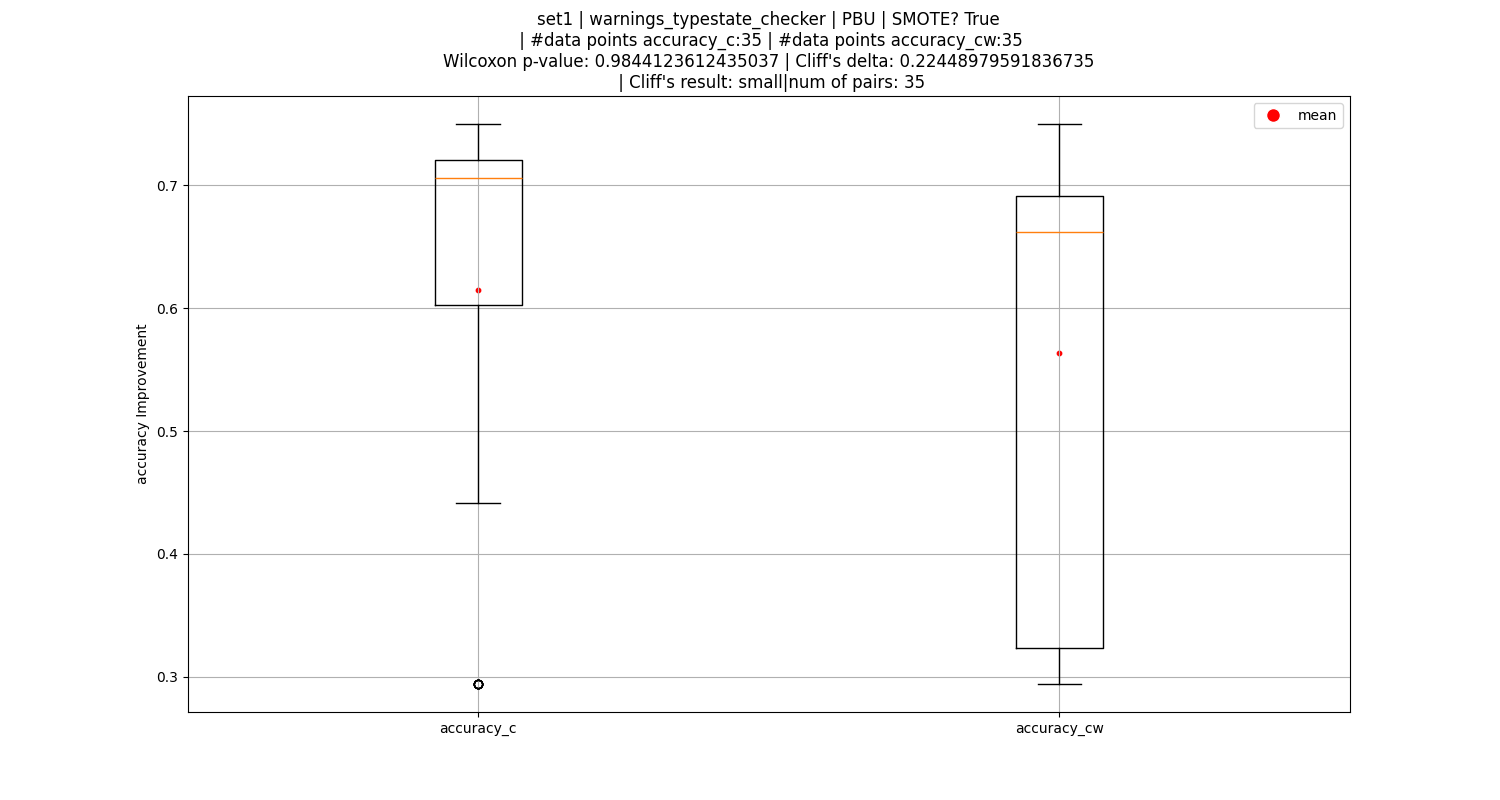 set1 | warnings_typestate_checker | PBU | SMOTE? True
| #data points accuracy_c:35 | #data points accuracy_cw:35
Wilcoxon p-value: 0.9844123612435037 | Cliff's delta: 0.22448979591836735
| Cliff's result: small|num of pairs: 35
mean
0.7
0.6
0.5
0.4
0.3
accuracy Improvement
accuracy_c
accuracy_cw